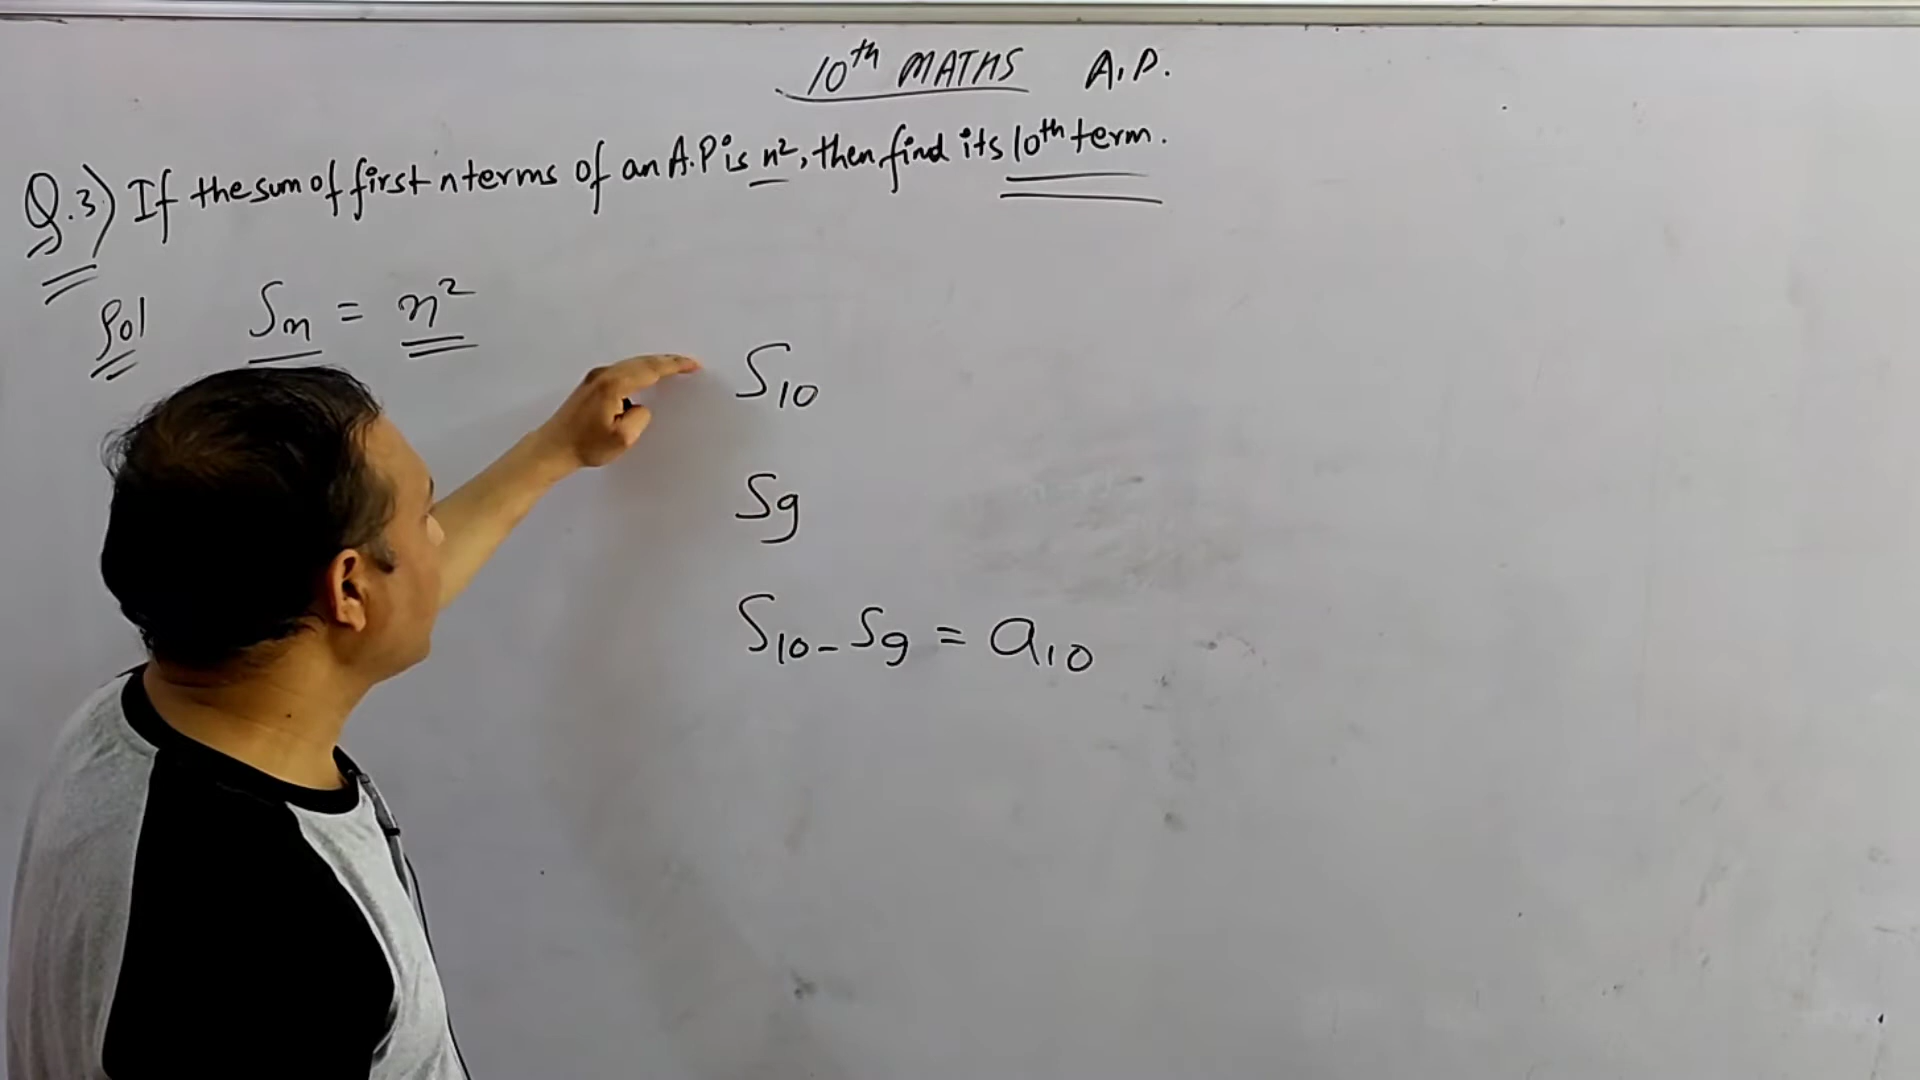 10th MATHS A.P.
Q.3) If the sum of first n terms of an A.P is n², then find its 10th term.
Sol Sn = n²
S10
S9
S10 - S9 = a10